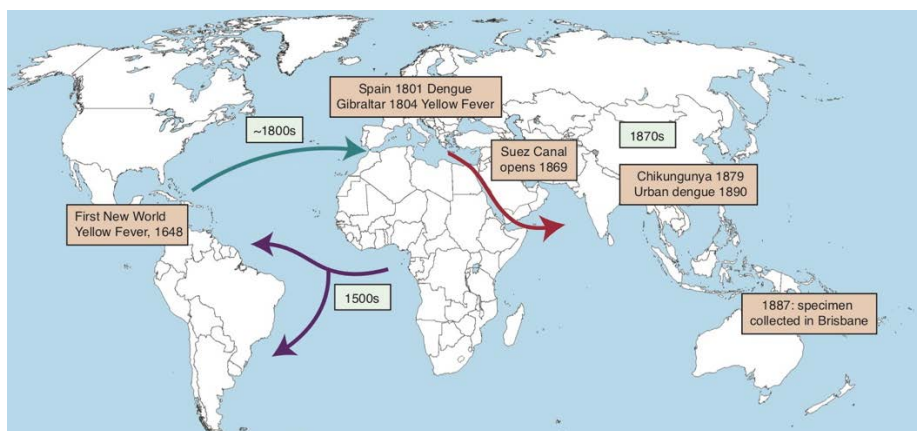 Spain 1801 Dengue
Gibraltar 1804 Yellow Fever
~1800s
1870s
Suez Canal
opens 1869
Chikungunya 1879
Urban dengue 1890
First New World
Yellow Fever, 1648
1500s
1887: specimen
collected in Brisbane